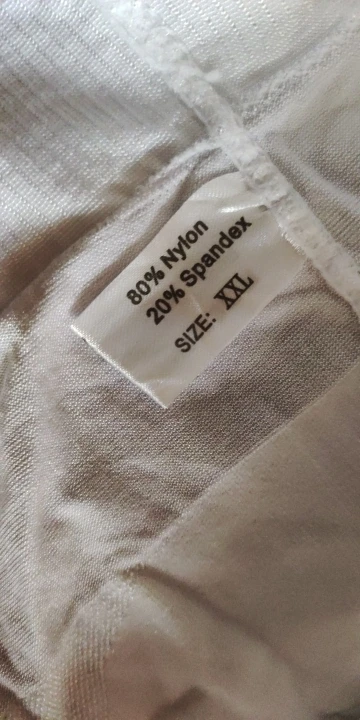 80% Nylon
20% Spandex
SIZE: XXL